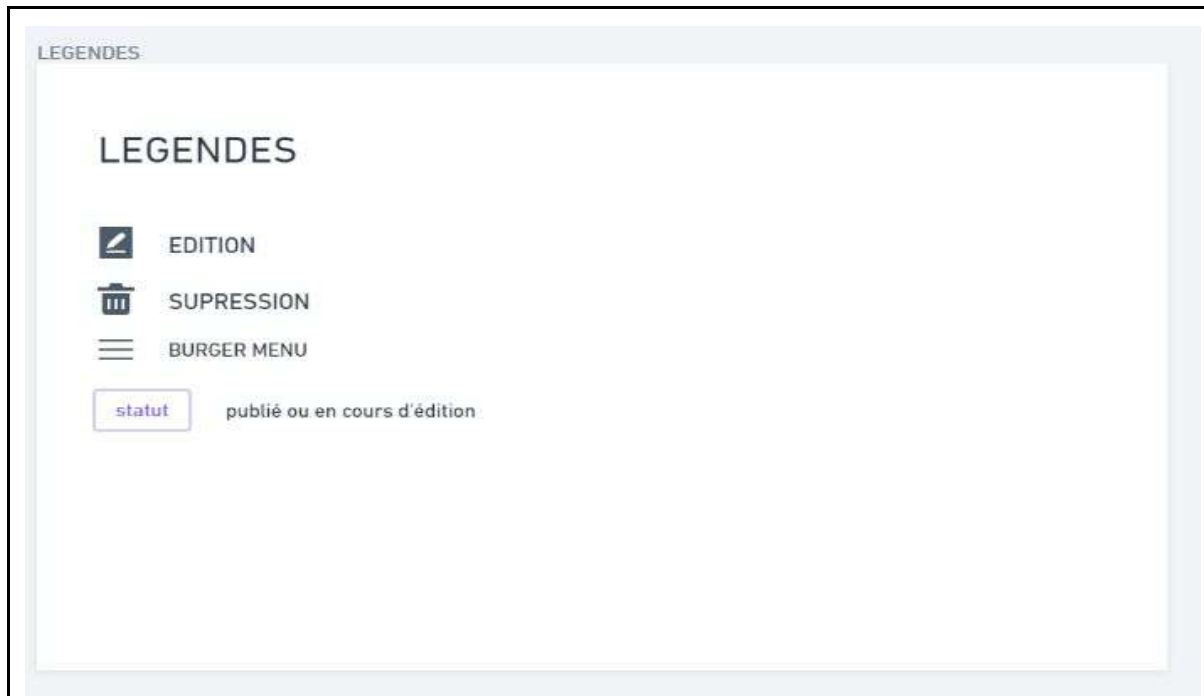 LEGENDES
LEGENDES
EDITION
SUPRESSION
BURGER MENU
statut publié ou en cours d'édition